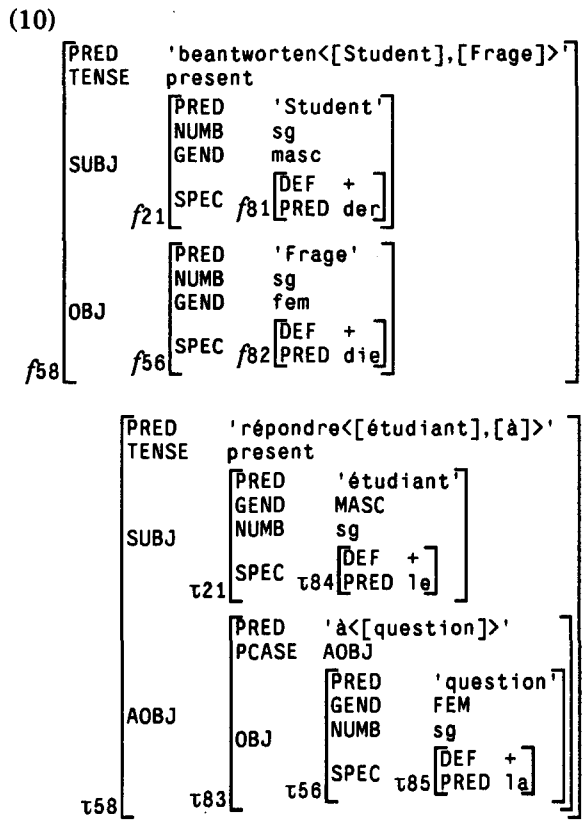 (10)
PRED 'beantworten<[Student],[Frage]>'
TENSE present
PRED 'Student'
NUMB sg
SUBJ GEND masc
DEF +
f21 SPEC f81 PRED der
PRED 'Frage'
NUMB sg
OBJ GEND fem
DEF +
f58 f56 SPEC f82 PRED die
PRED 'répondre<[étudiant],[à]>'
TENSE present
PRED 'étudiant'
GEND MASC
SUBJ NUMB sg
DEF +
τ21 SPEC τ84 PRED le
PRED 'à<[question]>'
PCASE AOBJ
PRED 'question'
AOBJ GEND FEM
OBJ NUMB sg
DEF +
τ58 τ83 τ56 SPEC τ85 PRED la